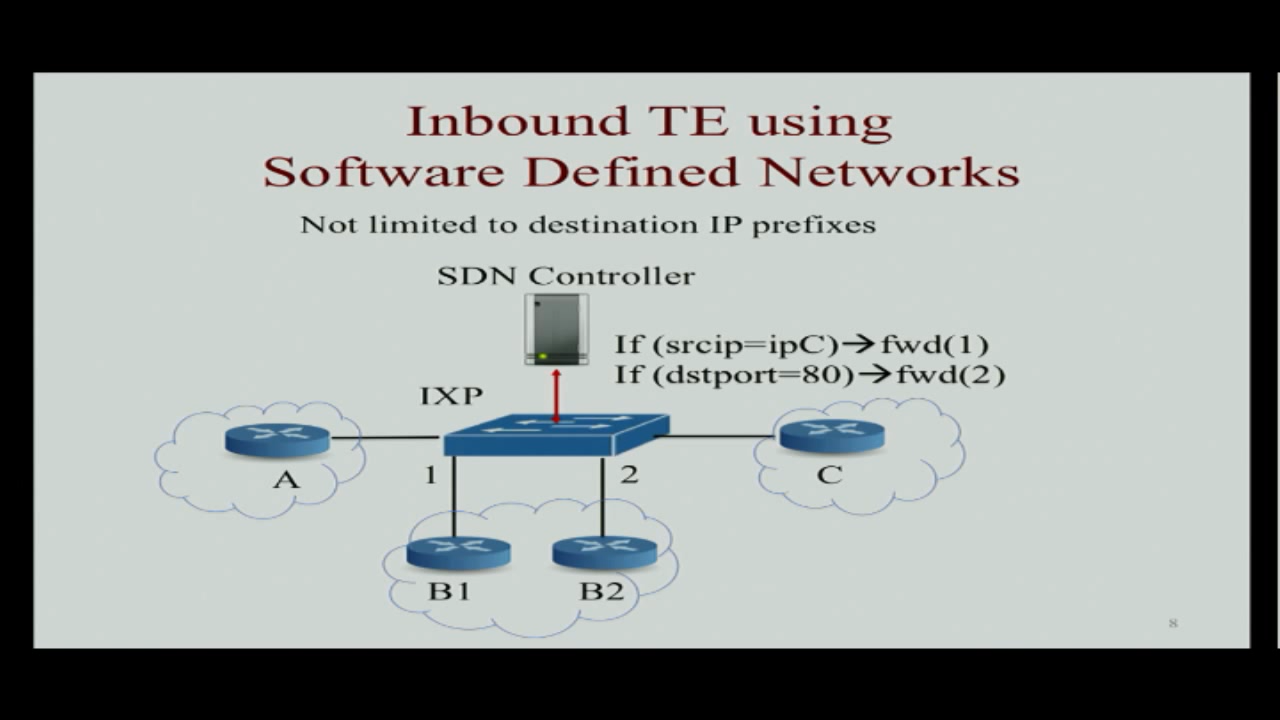 Inbound TE using
Software Defined Networks
Not limited to destination IP prefixes
SDN Controller
If (srcip=ipC)→fwd(1)
If (dstport=80)→fwd(2)
IXP
A
1
2
C
B1
B2
8